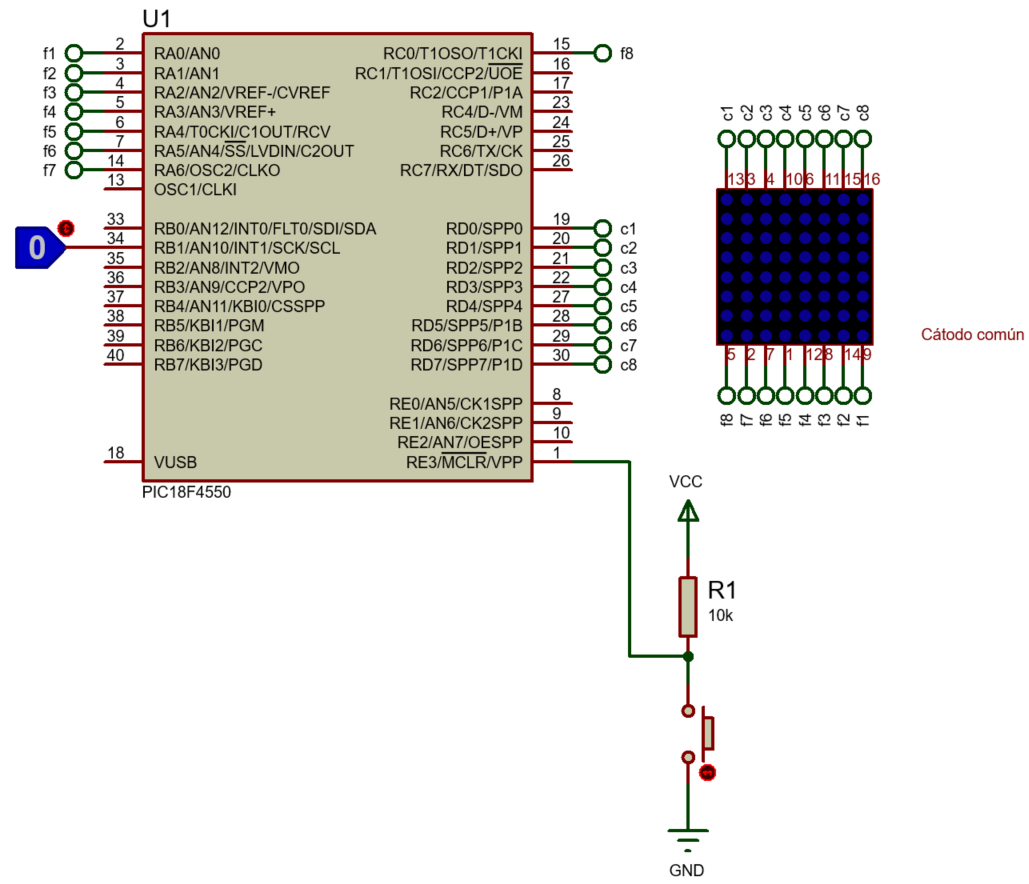 U1
f1 2 RA0/AN0 RC0/T1OSO/T1CKI 15 f8
f2 3 RA1/AN1 RC1/T1OSI/CCP2/UOE 16
f3 4 RA2/AN2/VREF-/CVREF RC2/CCP1/P1A 17
f4 5 RA3/AN3/VREF+ RC4/D-/VM 23
f5 6 RA4/T0CKI/C1OUT/RCV RC5/D+/VP 24
f6 7 RA5/AN4/SS/LVDIN/C2OUT RC6/TX/CK 25
f7 14 RA6/OSC2/CLKO RC7/RX/DT/SDO 26
13 OSC1/CLKI
33 RB0/AN12/INT0/FLT0/SDI/SDA RD0/SPP0 19 c1
0 34 RB1/AN10/INT1/SCK/SCL RD1/SPP1 20 c2
35 RB2/AN8/INT2/VMO RD2/SPP2 21 c3
36 RB3/AN9/CCP2/VPO RD3/SPP3 22 c4
37 RB4/AN11/KBI0/CSSPP RD4/SPP4 27 c5
38 RB5/KBI1/PGM RD5/SPP5/P1B 28 c6
39 RB6/KBI2/PGC RD6/SPP6/P1C 29 c7
40 RB7/KBI3/PGD RD7/SPP7/P1D 30 c8
RE0/AN5/CK1SPP 8
RE1/AN6/CK2SPP 9
RE2/AN7/OESPP 10
18 VUSB RE3/MCLR/VPP 1
PIC18F4550
c1 c2 c3 c4 c5 c6 c7 c8
13 3 4 10 6 11 15 16
Cátodo común
5 2 7 1 12 8 14 9
f8 f7 f6 f5 f4 f3 f2 f1
VCC
R1
10k
GND